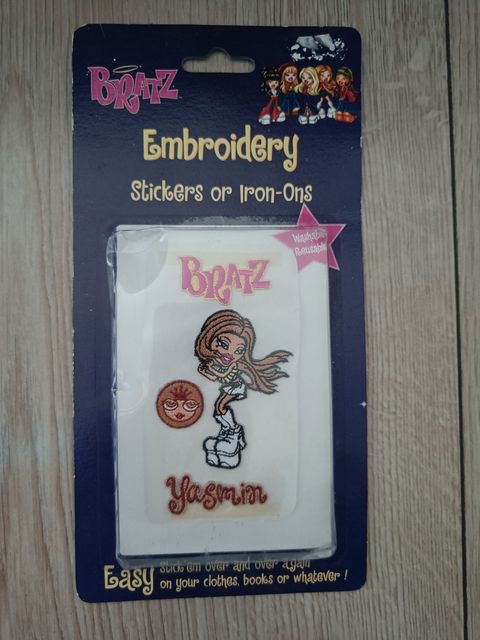 BRATZ
Embroidery
Stickers or Iron-Ons
Washable
Reusable
BRATZ
Yasmin
Easy stick'em over and over again
on your clothes, books or whatever !